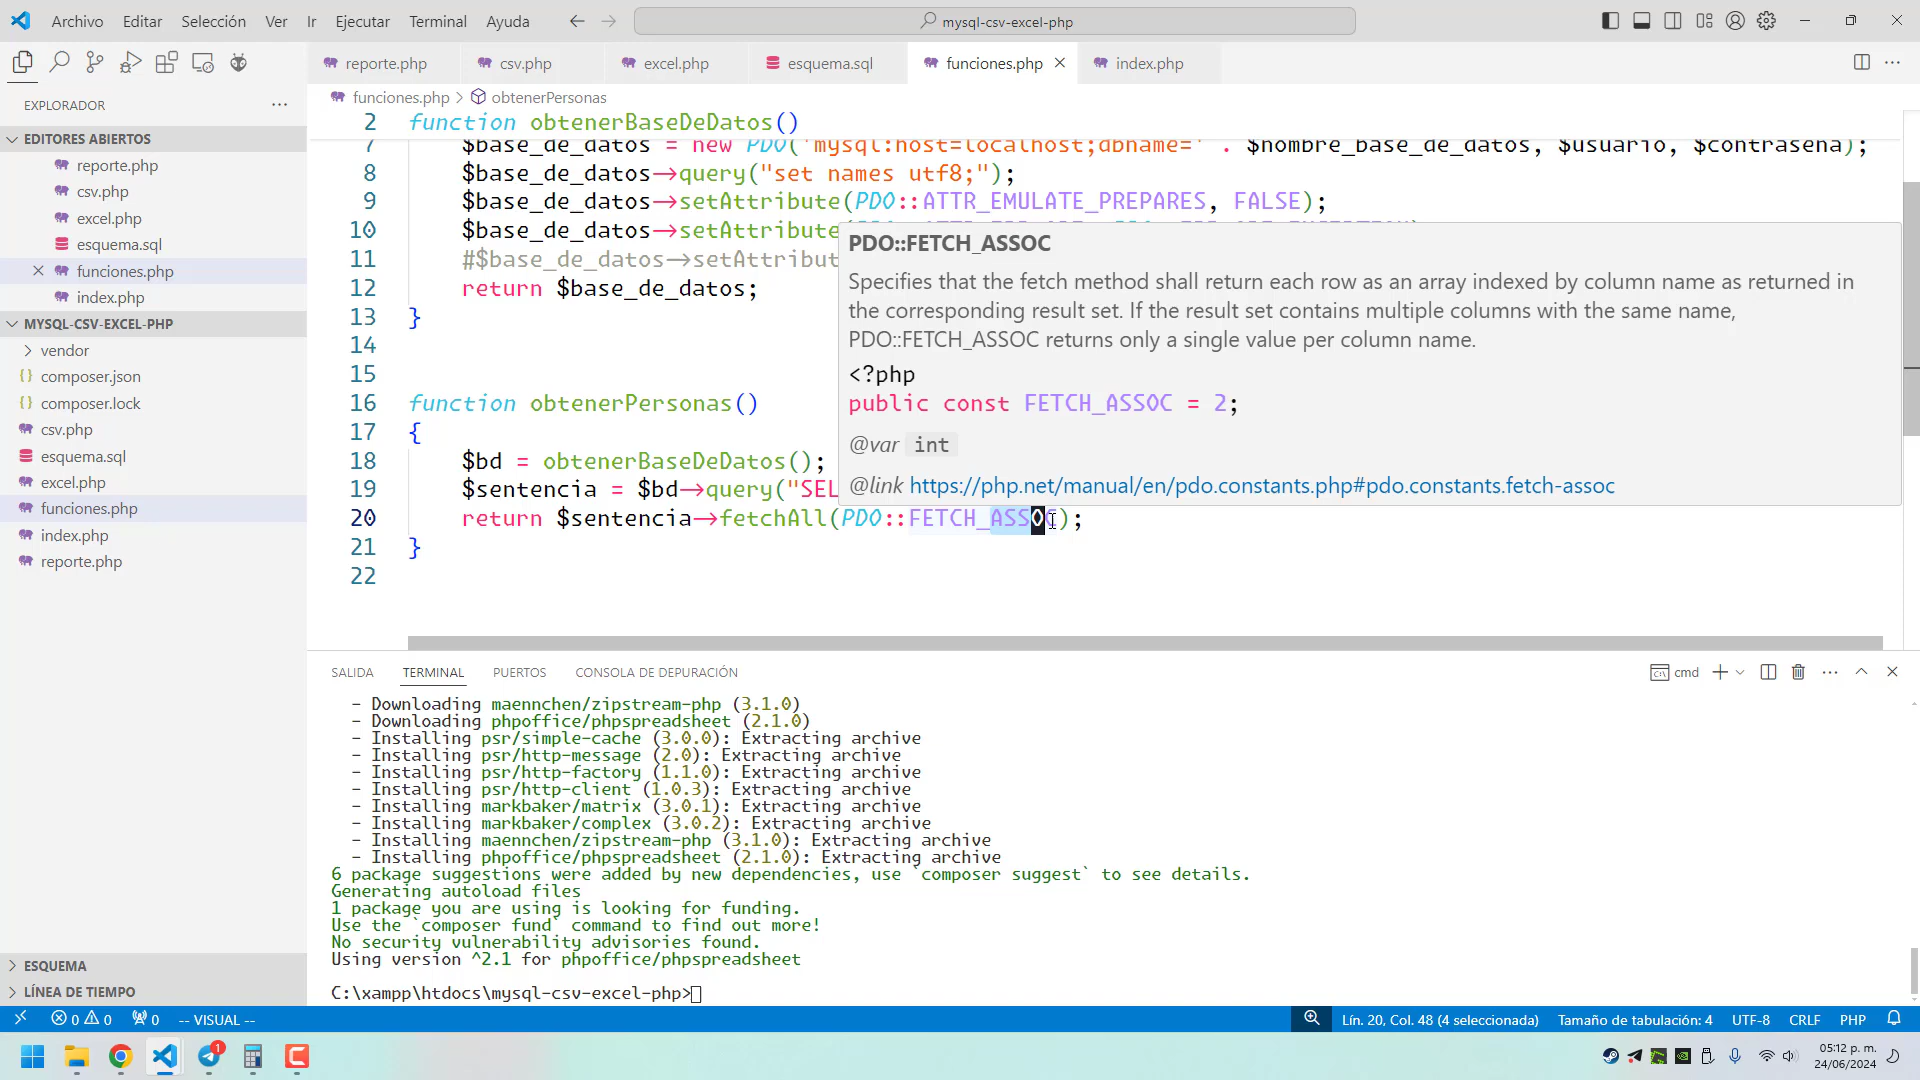 Archivo Editar Selección Ver Ir Ejecutar Terminal Ayuda mysql-csv-excel-php
reporte.php csv.php excel.php esquema.sql funciones.php index.php
EXPLORADOR
EDITORES ABIERTOS
reporte.php
csv.php
excel.php
esquema.sql
funciones.php
index.php
MYSQL-CSV-EXCEL-PHP
vendor
composer.json
composer.lock
csv.php
esquema.sql
excel.php
funciones.php
index.php
reporte.php
ESQUEMA
LÍNEA DE TIEMPO
funciones.php > obtenerPersonas
2 function obtenerBaseDeDatos()
7 $base_de_datos = new PDO('mysql:host=localhost;dbname=' . $nombre_base_de_datos, $usuario, $contrasena);
8 $base_de_datos->query("set names utf8;");
9 $base_de_datos->setAttribute(PDO::ATTR_EMULATE_PREPARES, FALSE);
10 $base_de_datos->setAttribute
11 #$base_de_datos->setAttribut
12 return $base_de_datos;
13 }
14
15
16 function obtenerPersonas()
17 {
18 $bd = obtenerBaseDeDatos();
19 $sentencia = $bd->query("SEL
20 return $sentencia->fetchAll(PDO::FETCH_ASSOC);
21 }
22
PDO::FETCH_ASSOC
Specifies that the fetch method shall return each row as an array indexed by column name as returned in
the corresponding result set. If the result set contains multiple columns with the same name,
PDO::FETCH_ASSOC returns only a single value per column name.
<?php
public const FETCH_ASSOC = 2;
@var int
@link https://php.net/manual/en/pdo.constants.php#pdo.constants.fetch-assoc
SALIDA TERMINAL PUERTOS CONSOLA DE DEPURACIÓN cmd
- Downloading maennchen/zipstream-php (3.1.0)
- Downloading phpoffice/phpspreadsheet (2.1.0)
- Installing psr/simple-cache (3.0.0): Extracting archive
- Installing psr/http-message (2.0): Extracting archive
- Installing psr/http-factory (1.1.0): Extracting archive
- Installing psr/http-client (1.0.3): Extracting archive
- Installing markbaker/matrix (3.0.1): Extracting archive
- Installing markbaker/complex (3.0.2): Extracting archive
- Installing maennchen/zipstream-php (3.1.0): Extracting archive
- Installing phpoffice/phpspreadsheet (2.1.0): Extracting archive
6 package suggestions were added by new dependencies, use `composer suggest` to see details.
Generating autoload files
1 package you are using is looking for funding.
Use the `composer fund` command to find out more!
No security vulnerability advisories found.
Using version ^2.1 for phpoffice/phpspreadsheet
C:\xampp\htdocs\mysql-csv-excel-php>
0 0 0 -- VISUAL -- Lín. 20, Col. 48 (4 seleccionada) Tamaño de tabulación: 4 UTF-8 CRLF PHP
1
05:12 p. m.
24/06/2024